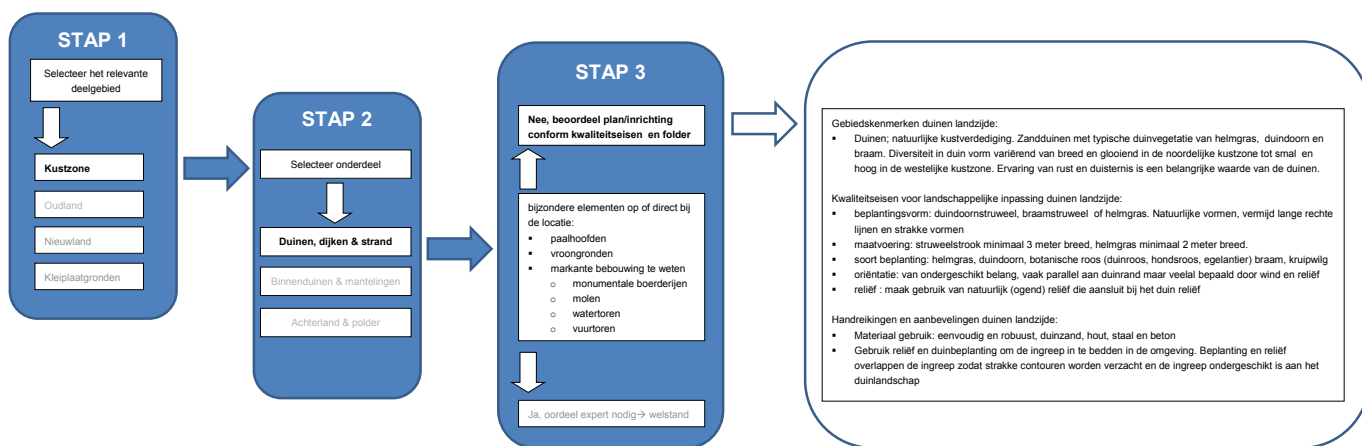 STAP 1
Selecteer het relevante
deelgebied
Kustzone
Oudland
Nieuwland
Kleiplaatgronden
STAP 2
Selecteer onderdeel
Duinen, dijken & strand
Binnenduinen & mantelingen
Achterland & polder
STAP 3
Nee, beoordeel plan/inrichting
conform kwaliteitseisen en folder
bijzondere elementen op of direct bij
de locatie:
▪ paalhoofden
▪ vroongronden
▪ markante bebouwing te weten
o monumentale boerderijen
o molen
o watertoren
o vuurtoren
Ja, oordeel expert nodig→ welstand
Gebiedskenmerken duinen landzijde:
▪ Duinen; natuurlijke kustverdediging. Zandduinen met typische duinvegetatie van helmgras, duindoorn en
braam. Diversiteit in duin vorm variërend van breed en glooiend in de noordelijke kustzone tot smal en
hoog in de westelijke kustzone. Ervaring van rust en duisternis is een belangrijke waarde van de duinen.
Kwaliteitseisen voor landschappelijke inpassing duinen landzijde:
▪ beplantingsvorm: duindoornstruweel, braamstruweel of helmgras. Natuurlijke vormen, vermijd lange rechte
lijnen en strakke vormen
▪ maatvoering: struweelstrook minimaal 3 meter breed, helmgras minimaal 2 meter breed.
▪ soort beplanting: helmgras, duindoorn, botanische roos (duinroos, hondsroos, egelantier) braam, kruipwilg
▪ oriëntatie: van ondergeschikt belang, vaak parallel aan duinrand maar veelal bepaald door wind en reliëf
▪ reliëf : maak gebruik van natuurlijk (ogend) reliëf die aansluit bij het duin reliëf
Handreikingen en aanbevelingen duinen landzijde:
▪ Materiaal gebruik: eenvoudig en robuust, duinzand, hout, staal en beton
▪ Gebruik reliëf en duinbeplanting om de ingreep in te bedden in de omgeving. Beplanting en reliëf
overlappen de ingreep zodat strakke contouren worden verzacht en de ingreep ondergeschikt is aan het
duinlandschap